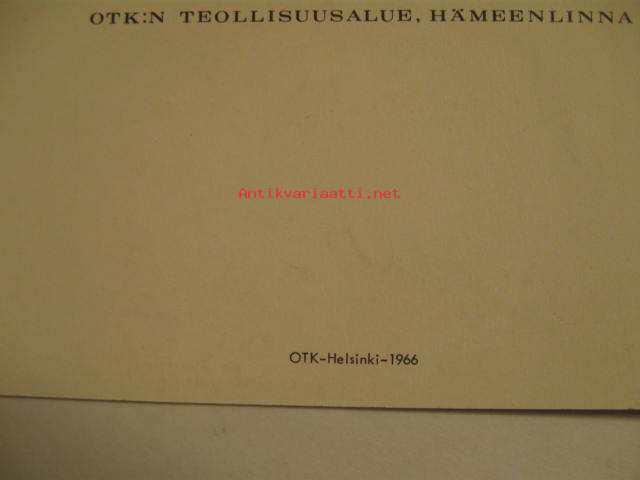 OTK:N TEOLLISUUSALUE, HÄMEENLINNA
Antikvariaatti.net
OTK-Helsinki-1966